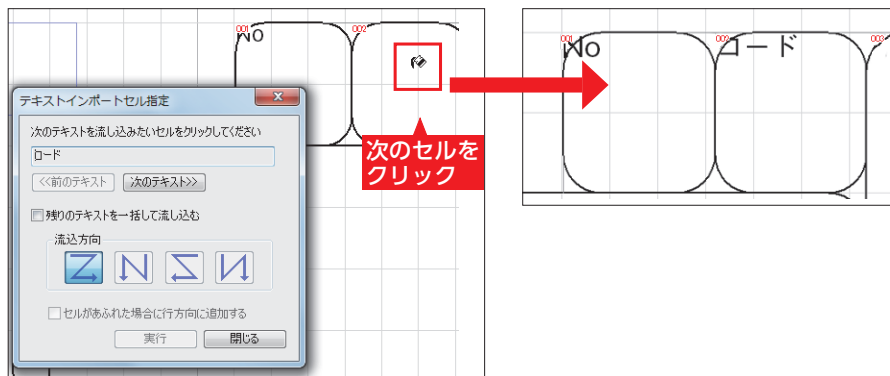 001
No
002
テキストインポートセル指定
次のテキストを流し込みたいセルをクリックしてください
コード
<<前のテキスト
次のテキスト>>
残りのテキストを一括して流し込む
流込方向
セルがあふれた場合に行方向に追加する
実行
閉じる
次のセルを
クリック
001
No
002
コード
003